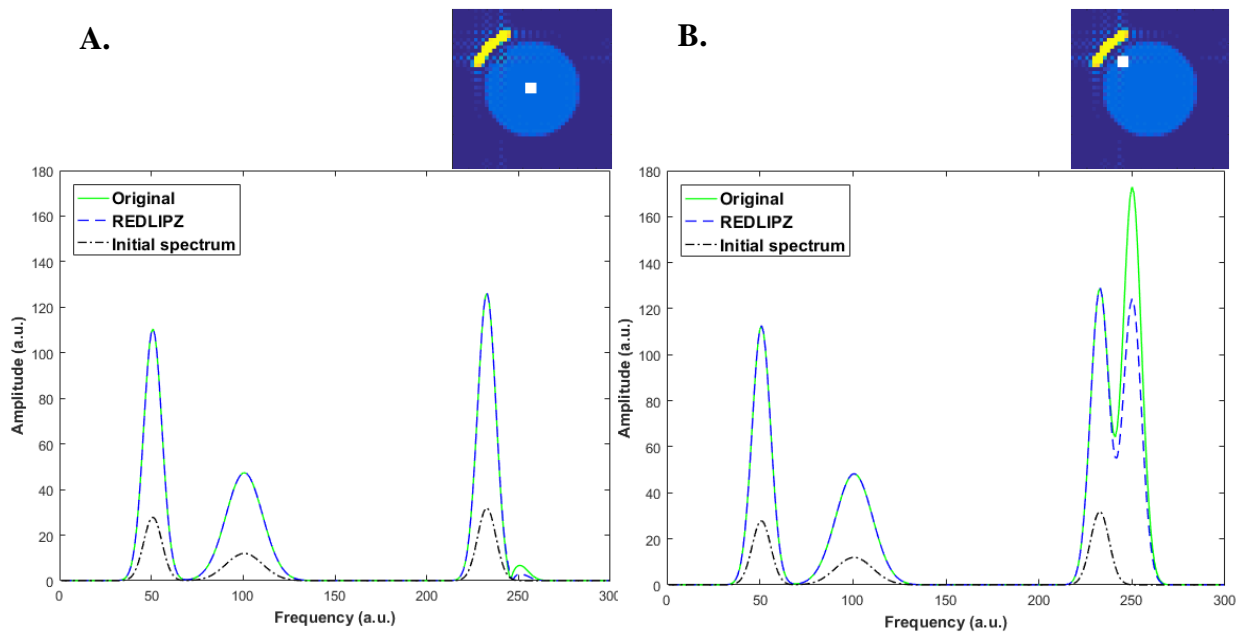 A.
180
160
140
120
100
80
60
40
20
0
Amplitude (a.u.)
Original
REDLIPZ
Initial spectrum
0 50 100 150 200 250 300
Frequency (a.u.)
B.
180
160
140
120
100
80
60
40
20
0
Amplitude (a.u.)
Original
REDLIPZ
Initial spectrum
0 50 100 150 200 250 300
Frequency (a.u.)